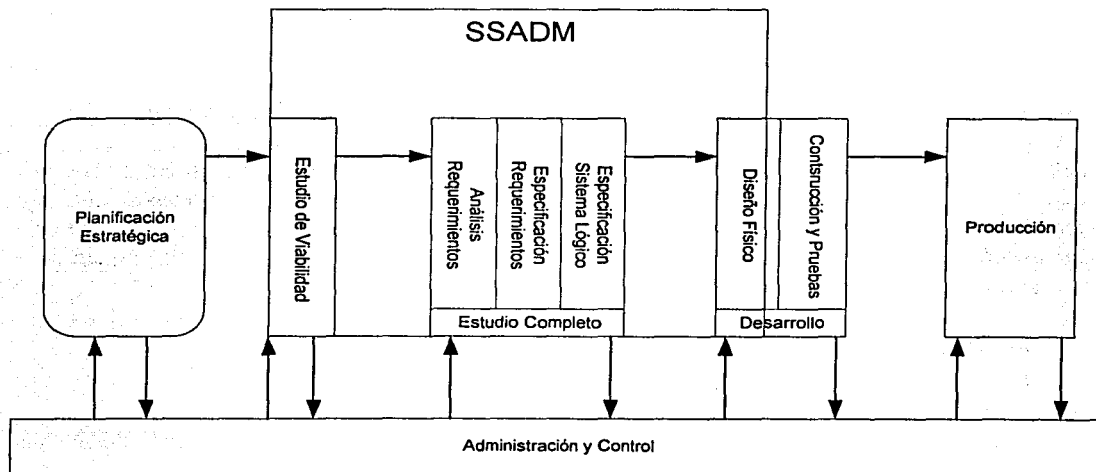 SSADM
Planificación
Estratégica
Estudio de Viabilidad
Análisis
Requerimientos
Especificación
Requerimientos
Especificación
Sistema Lógico
Estudio Completo
Diseño Físico
Contsrucción y Pruebas
Desarrollo
Producción
Administración y Control